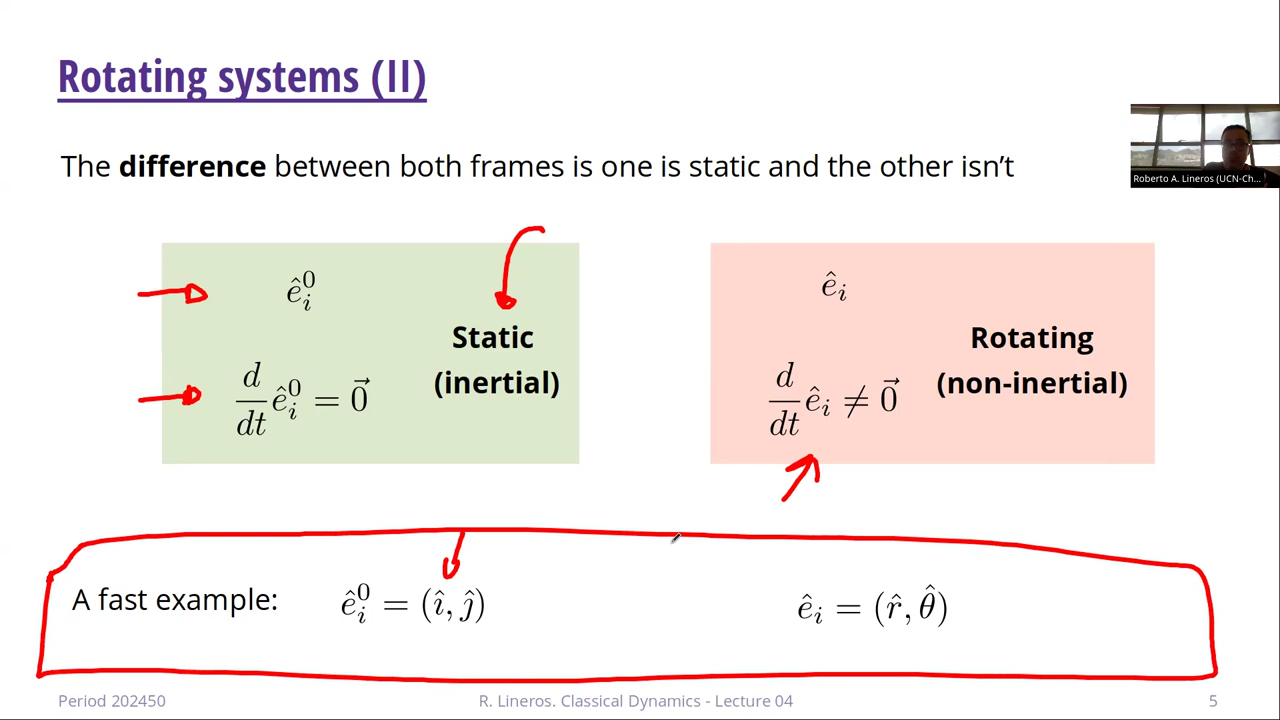 Rotating systems (II)
The difference between both frames is one is static and the other isn't
Roberto A. Lineros (UCN-Ch...
ê_i^0
Static
(inertial)
d/dt ê_i^0 = 0⃗
ê_i
Rotating
(non-inertial)
d/dt ê_i ≠ 0⃗
A fast example: ê_i^0 = (î, ĵ) ê_i = (r̂, θ̂)
Period 202450 R. Lineros. Classical Dynamics - Lecture 04 5